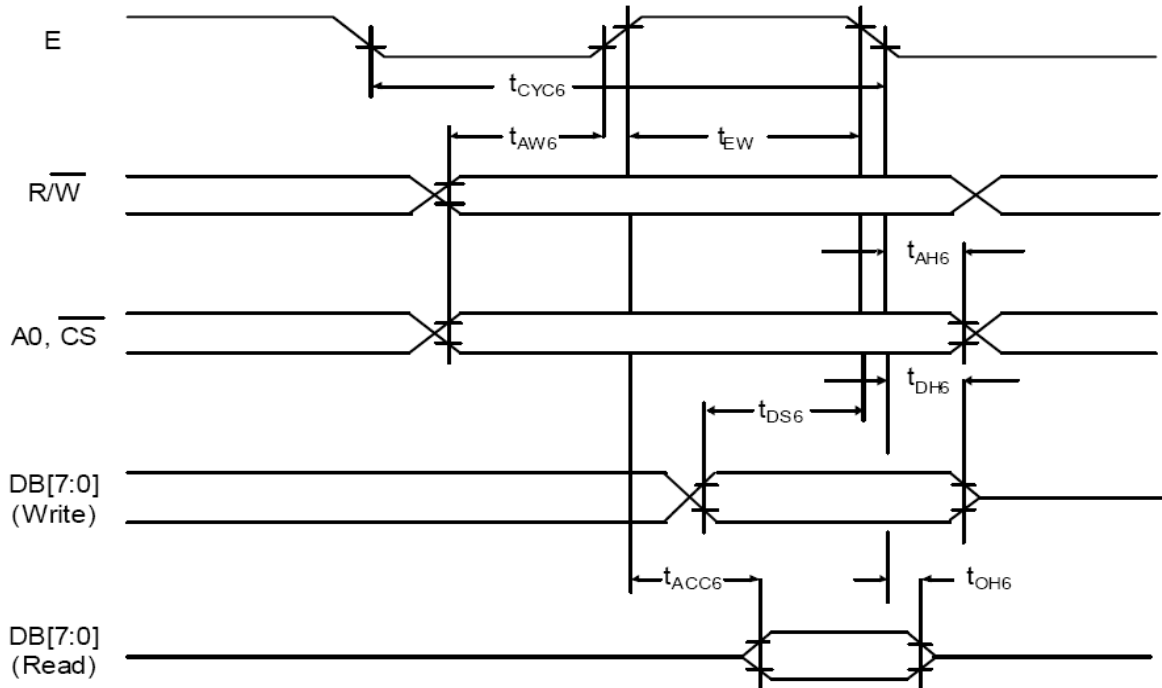 E
tCYC6
tAW6
tEW
R/W
tAH6
A0, CS
tDH6
tDS6
DB[7:0]
(Write)
tACC6
tOH6
DB[7:0]
(Read)